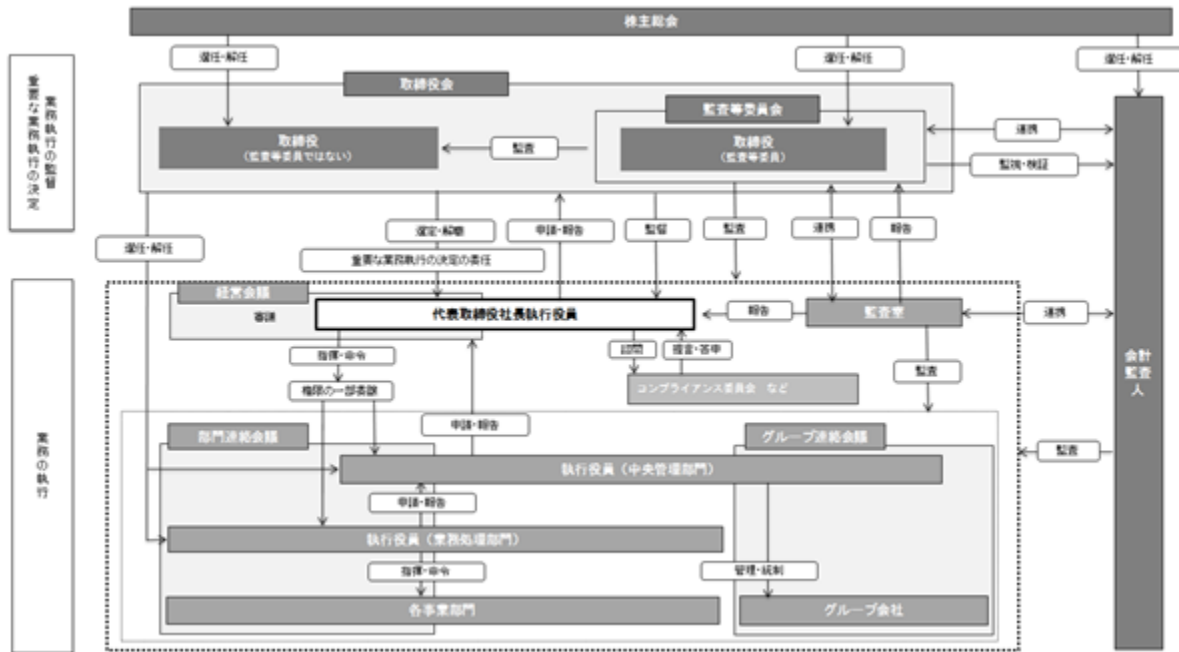 株主総会
選任・解任
選任・解任
選任・解任
業務執行の監督
重要な業務執行の決定
取締役会
監査等委員会
取締役
(監査等委員ではない)
監査
取締役
(監査等委員)
連携
監視・検証
選任・解任
選定・解職
申請・報告
監督
監査
連携
報告
重要な業務執行の決定の委任
経営会議
審議
代表取締役社長執行役員
報告
監査室
連携
会計
監査
人
指揮・命令
諮問
提言・答申
監査
権限の一部委譲
コンプライアンス委員会 など
業務の執行
申請・報告
部門連絡会議
グループ連絡会議
監査
執行役員(中央管理部門)
申請・報告
執行役員(業務処理部門)
指揮・命令
管理・統制
各事業部門
グループ会社